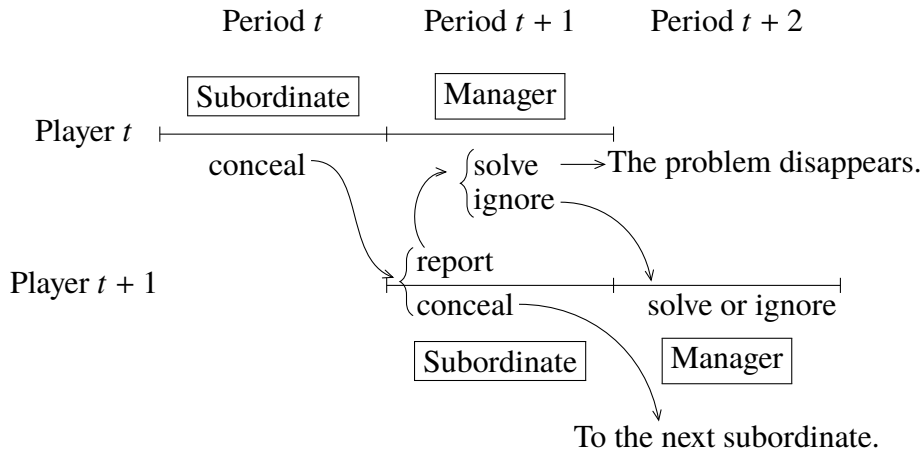 Period t Period t + 1 Period t + 2
Subordinate Manager
Player t
conceal solve The problem disappears.
ignore
report
Player t + 1
conceal solve or ignore
Subordinate Manager
To the next subordinate.